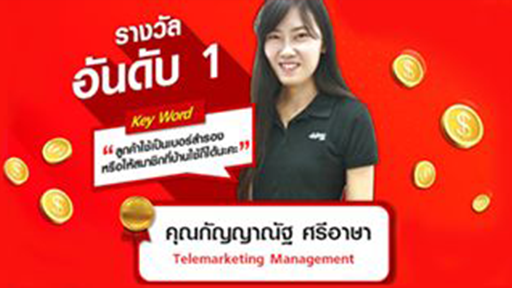 รางวัล
อันดับ 1
Key Word
“ลูกค้าใช้เป็นเบอร์สำรอง
หรือให้สมาชิกที่บ้านใช้ก็ได้นะคะ”
คุณกัญญาณัฐ ศรีอาษา
Telemarketing Management